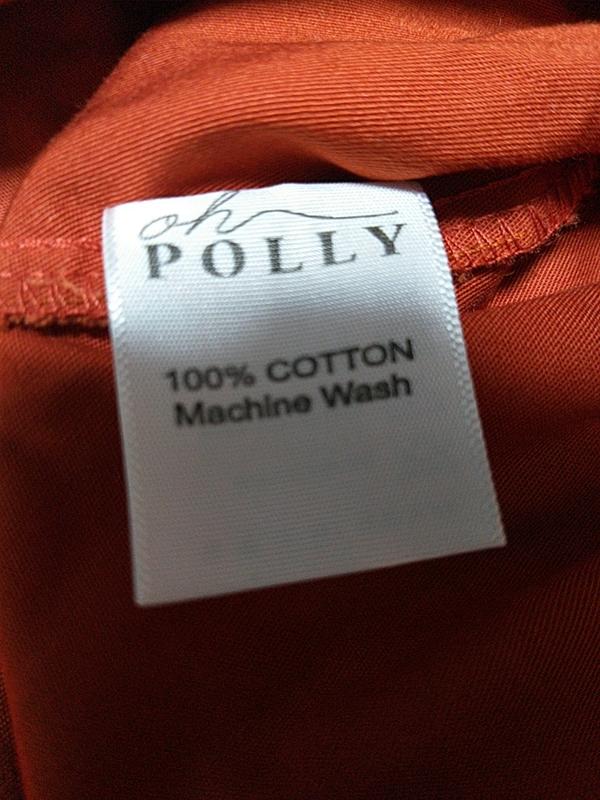 oh
POLLY
100% COTTON
Machine Wash